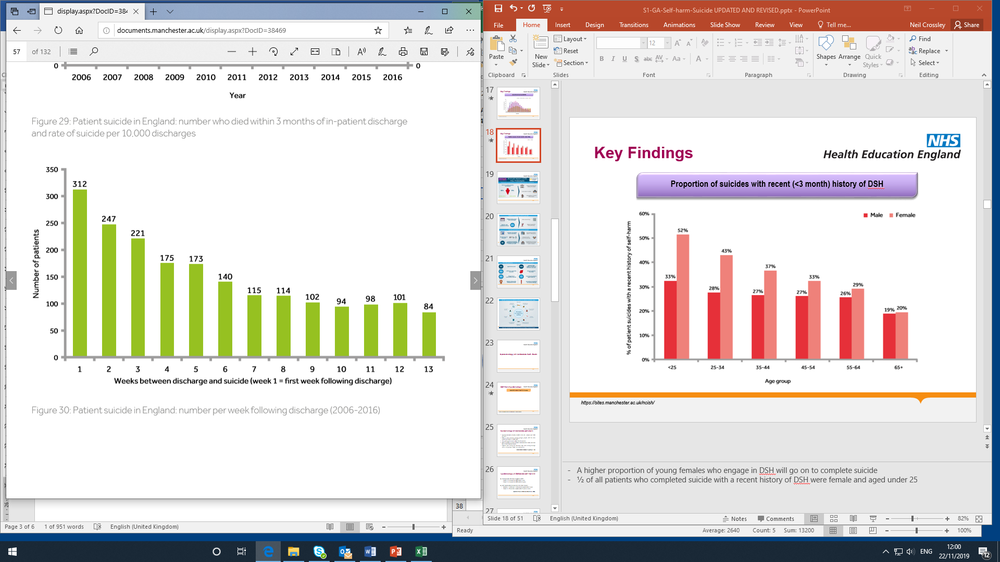 display.aspx?DocID=384
documents.manchester.ac.uk/display.aspx?DocID=38469
57 of 132
0 0
2006 2007 2008 2009 2010 2011 2012 2013 2014 2015 2016
Year
Figure 29: Patient suicide in England: number who died within 3 months of in-patient discharge
and rate of suicide per 10,000 discharges
Number of patients
350
300
250
200
150
100
50
0
312
247
221
175
173
140
115
114
102
94
98
101
84
1 2 3 4 5 6 7 8 9 10 11 12 13
Weeks between discharge and suicide (week 1 = first week following discharge)
Figure 30: Patient suicide in England: number per week following discharge (2006-2016)
Page 3 of 6 1 of 951 words English (United Kingdom)
S1-GA-Self-harm-Suicide UPDATED AND REVISED.pptx - PowerPoint
File Home Insert Design Transitions Animations Slide Show Review View Tell me... Neil Crossley Share
Paste
Clipboard
New
Slide
Layout
Reset
Section
Slides
12
B I U S abc AV Aa A
Font
Paragraph
Shapes
Arrange
Quick
Styles
Drawing
Find
Replace
Select
Editing
17
18
19
20
21
22
23
24
25
26
27
Key Findings
NHS
Health Education England
Proportion of suicides with recent (<3 month) history of DSH
Male Female
% of patient suicides with a recent history of self-harm
60%
50%
40%
30%
20%
10%
0%
33% 52%
28% 43%
27% 37%
27% 33%
26% 29%
19% 20%
<25 25-34 35-44 45-54 55-64 65+
Age group
https://sites.manchester.ac.uk/ncish/
- A higher proportion of young females who engage in DSH will go on to complete suicide
- ½ of all patients who completed suicide with a recent history of DSH were female and aged under 25
38
Slide 18 of 51 English (United Kingdom) Notes Comments 82%
Ready Average: 2640 Count: 5 Sum: 13200 100%
ENG
12:00
22/11/2019
12